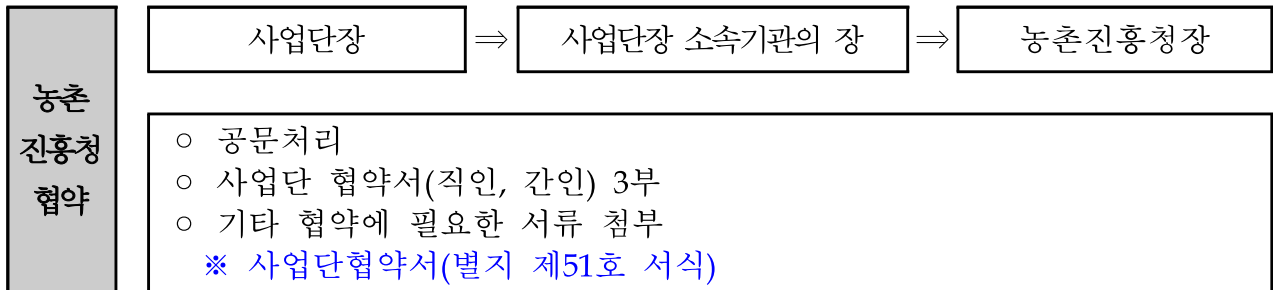 농촌
진흥청
협약
사업단장 ⇒ 사업단장 소속기관의 장 ⇒ 농촌진흥청장
○ 공문처리
○ 사업단 협약서(직인, 간인) 3부
○ 기타 협약에 필요한 서류 첨부
※ 사업단협약서(별지 제51호 서식)